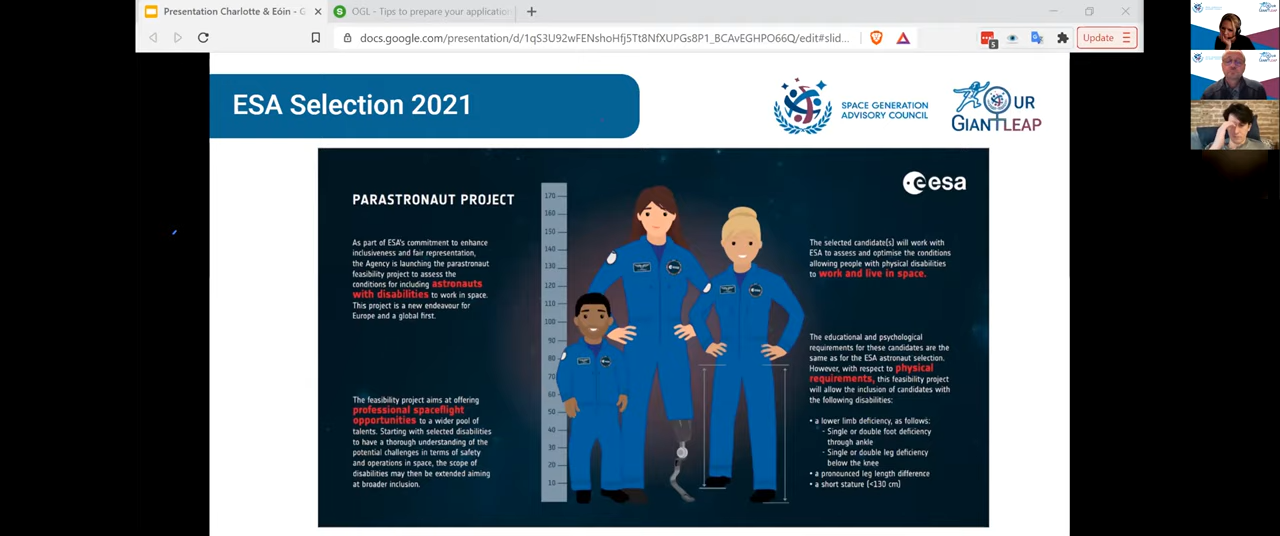 Presentation Charlotte & Eóin - G
OGL - Tips to prepare your application
docs.google.com/presentation/d/1qS3U92wFENshoHfj5Tt8NfXUPGs8P1_BCAvEGHPO66Q/edit#slid...
5
Update
ESA Selection 2021
SPACE GENERATION
ADVISORY COUNCIL
OUR
GIANTLEAP
esa
PARASTRONAUT PROJECT
As part of ESA's commitment to enhance
inclusiveness and fair representation,
the Agency is launching the parastronaut
feasibility project to assess the
conditions for including astronauts
with disabilities to work in space.
This project is a new endeavour for
Europe and a global first.
The feasibility project aims at offering
professional spaceflight
opportunities to a wider pool of
talents. Starting with selected disabilities
to have a thorough understanding of the
potential challenges in terms of safety
and operations in space, the scope of
disabilities may then be extended aiming
at broader inclusion.
170
160
150
140
130
120
110
100
90
80
70
60
50
40
30
20
10
esa
The selected candidate(s) will work with
ESA to assess and optimise the conditions
allowing people with physical disabilities
to work and live in space.
The educational and psychological
requirements for these candidates are the
same as for the ESA astronaut selection.
However, with respect to physical
requirements, this feasibility project
will allow the inclusion of candidates with
the following disabilities:
• a lower limb deficiency, as follows:
- Single or double foot deficiency
through ankle
- Single or double leg deficiency
below the knee
• a pronounced leg length difference
• a short stature (<130 cm)